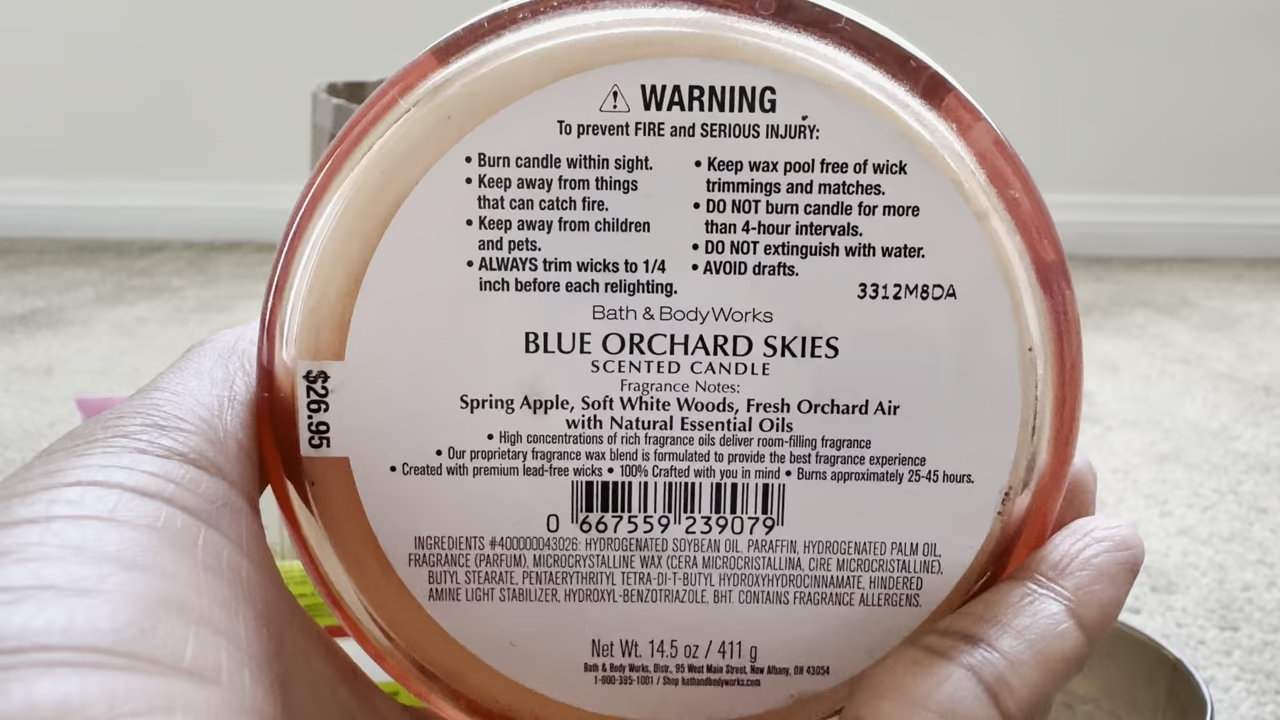 ⚠ WARNING
To prevent FIRE and SERIOUS INJURY:
• Burn candle within sight.
• Keep away from things
that can catch fire.
• Keep away from children
and pets.
• ALWAYS trim wicks to 1/4
inch before each relighting.
• Keep wax pool free of wick
trimmings and matches.
• DO NOT burn candle for more
than 4-hour intervals.
• DO NOT extinguish with water.
• AVOID drafts.
3312M8DA
Bath & Body Works
BLUE ORCHARD SKIES
SCENTED CANDLE
Fragrance Notes:
Spring Apple, Soft White Woods, Fresh Orchard Air
with Natural Essential Oils
• High concentrations of rich fragrance oils deliver room-filling fragrance
• Our proprietary fragrance wax blend is formulated to provide the best fragrance experience
• Created with premium lead-free wicks • 100% Crafted with you in mind • Burns approximately 25-45 hours.
$26.95
0 667559 239079
INGREDIENTS #400000043026: HYDROGENATED SOYBEAN OIL, PARAFFIN, HYDROGENATED PALM OIL,
FRAGRANCE (PARFUM), MICROCRYSTALLINE WAX (CERA MICROCRISTALLINA, CIRE MICROCRISTALLINE),
BUTYL STEARATE, PENTAERYTHRITYL TETRA-DI-T-BUTYL HYDROXYHYDROCINNAMATE, HINDERED
AMINE LIGHT STABILIZER, HYDROXYL-BENZOTRIAZOLE, BHT. CONTAINS FRAGRANCE ALLERGENS.
Net Wt. 14.5 oz / 411 g
Bath & Body Works, Distr., 95 West Main Street, New Albany, OH 43054
1-800-395-1001 / Shop bathandbodyworks.com